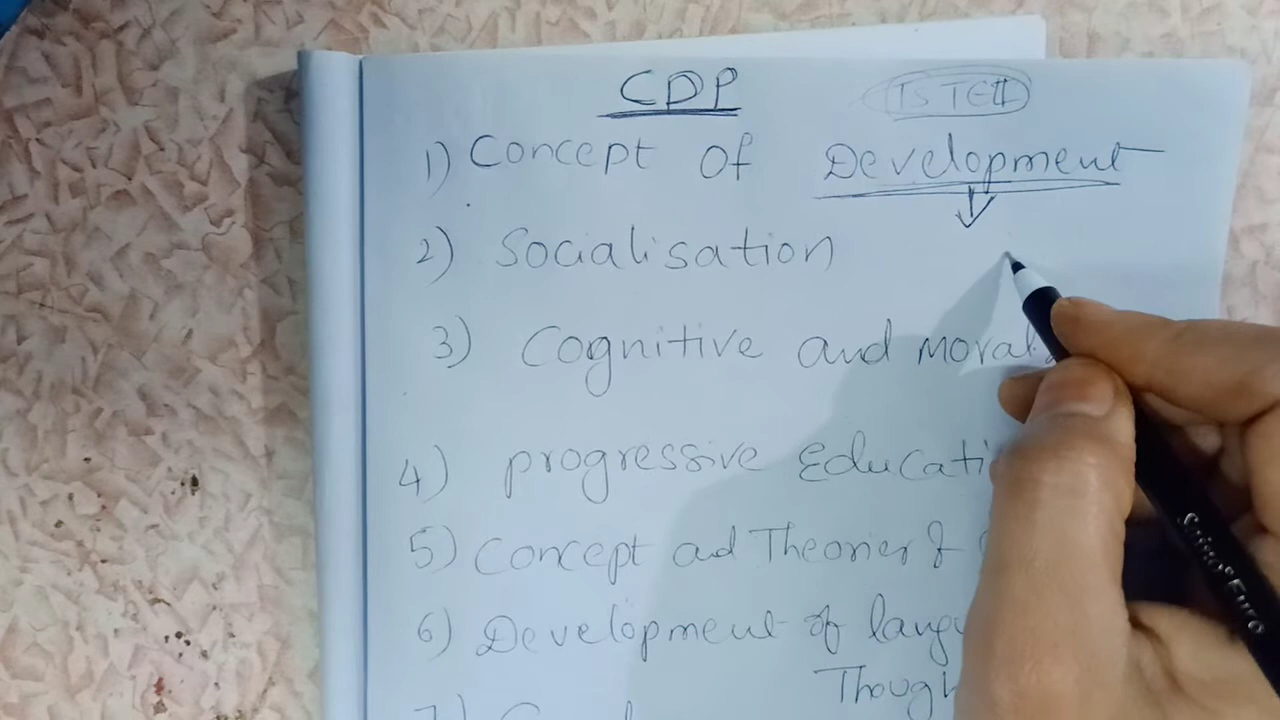 CDP
TS TET
1) Concept of Development
2) Socialisation
3) Cognitive and moral
4) progressive Educati
5) Concept ad Theories of
6) Development of langu
Though
7)